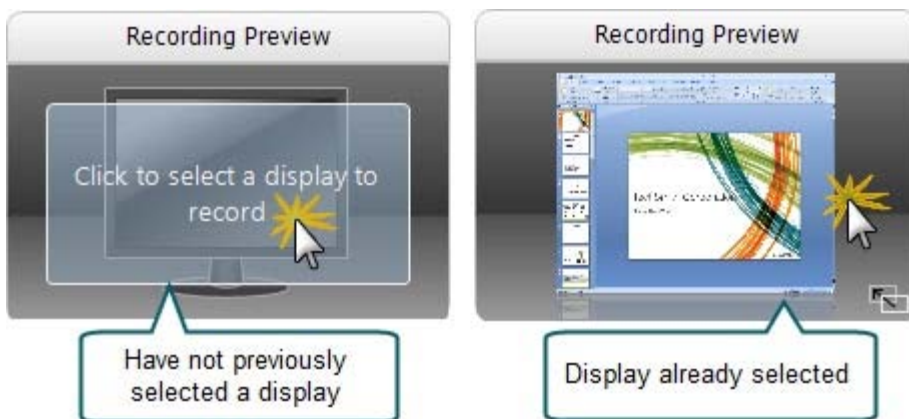 Recording Preview
Click to select a display to
record
Have not previously
selected a display
Recording Preview
Display already selected